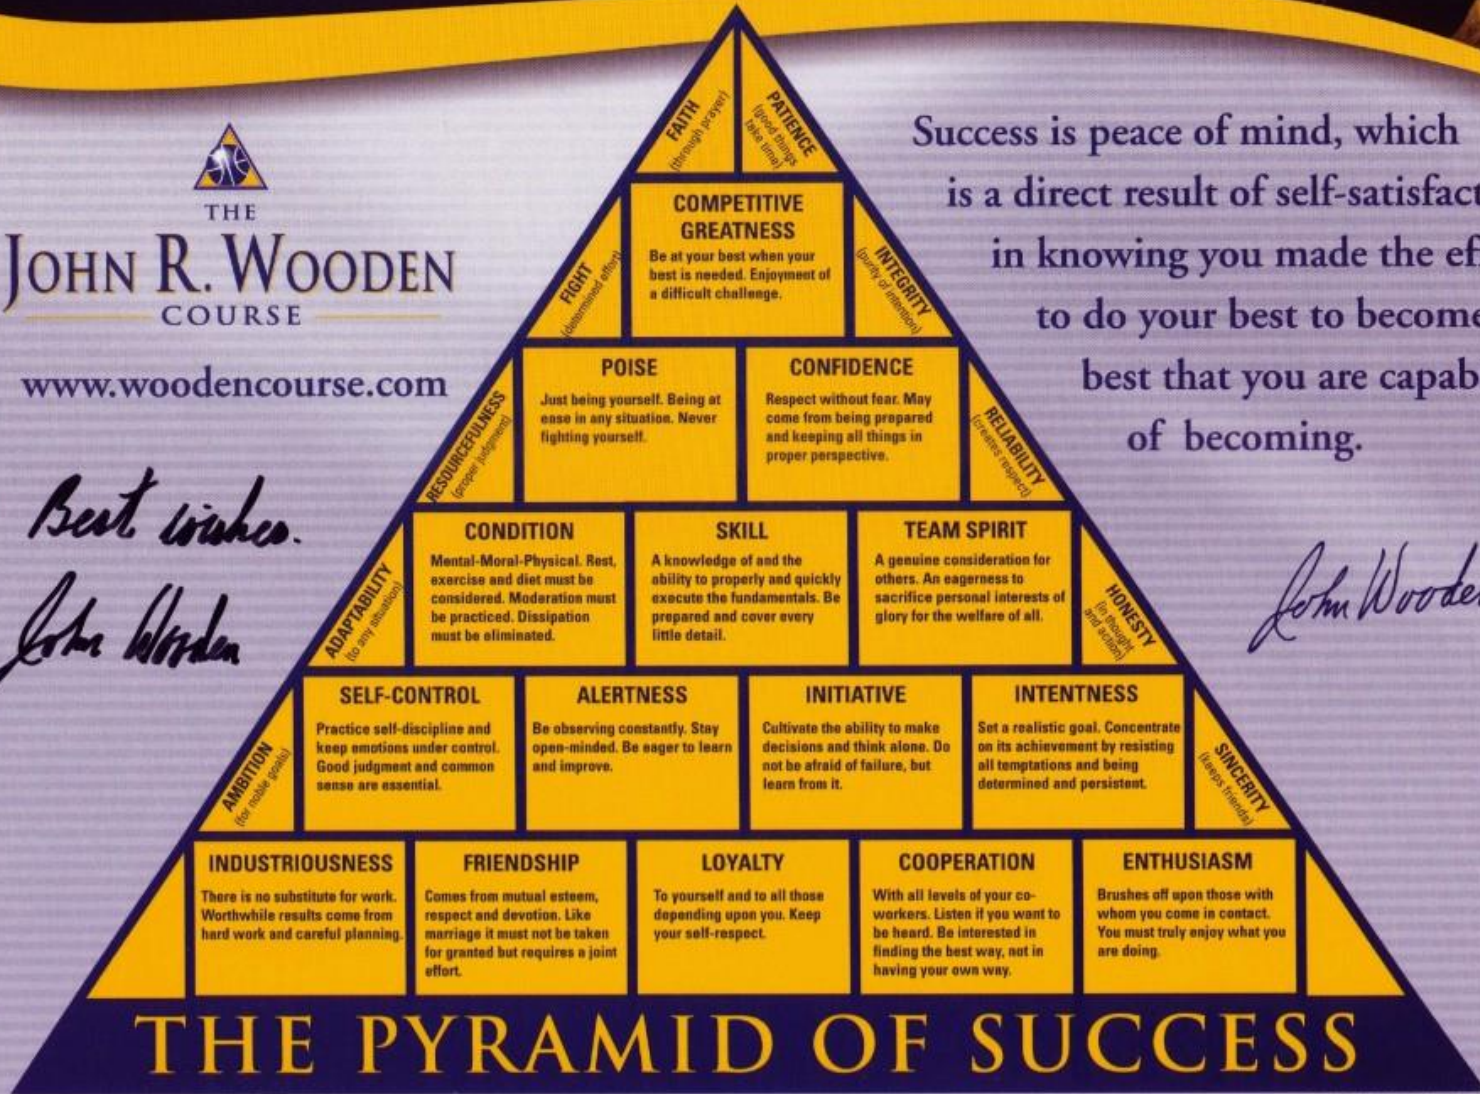 THE
JOHN R. WOODEN
COURSE
www.woodencourse.com
Best wishes.
John Wooden
Success is peace of mind, which
is a direct result of self-satisfact
in knowing you made the ef
to do your best to become
best that you are capab
of becoming.
John Wooden
FAITH
(through prayer)
PATIENCE
(good things
take time)
FIGHT
(determined effort)
COMPETITIVE
GREATNESS
Be at your best when your
best is needed. Enjoyment of
a difficult challenge.
INTEGRITY
(purity of intention)
RESOURCEFULNESS
(proper judgment)
POISE
Just being yourself. Being at
ease in any situation. Never
fighting yourself.
CONFIDENCE
Respect without fear. May
come from being prepared
and keeping all things in
proper perspective.
RELIABILITY
(creates respect)
ADAPTABILITY
(to any situation)
CONDITION
Mental-Moral-Physical. Rest,
exercise and diet must be
considered. Moderation must
be practiced. Dissipation
must be eliminated.
SKILL
A knowledge of and the
ability to properly and quickly
execute the fundamentals. Be
prepared and cover every
little detail.
TEAM SPIRIT
A genuine consideration for
others. An eagerness to
sacrifice personal interests of
glory for the welfare of all.
HONESTY
(in thought
and action)
AMBITION
(for noble goals)
SELF-CONTROL
Practice self-discipline and
keep emotions under control.
Good judgment and common
sense are essential.
ALERTNESS
Be observing constantly. Stay
open-minded. Be eager to learn
and improve.
INITIATIVE
Cultivate the ability to make
decisions and think alone. Do
not be afraid of failure, but
learn from it.
INTENTNESS
Set a realistic goal. Concentrate
on its achievement by resisting
all temptations and being
determined and persistent.
SINCERITY
(keeps friends)
INDUSTRIOUSNESS
There is no substitute for work.
Worthwhile results come from
hard work and careful planning.
FRIENDSHIP
Comes from mutual esteem,
respect and devotion. Like
marriage it must not be taken
for granted but requires a joint
effort.
LOYALTY
To yourself and to all those
depending upon you. Keep
your self-respect.
COOPERATION
With all levels of your co-
workers. Listen if you want to
be heard. Be interested in
finding the best way, not in
having your own way.
ENTHUSIASM
Brushes off upon those with
whom you come in contact.
You must truly enjoy what you
are doing.
THE PYRAMID OF SUCCESS